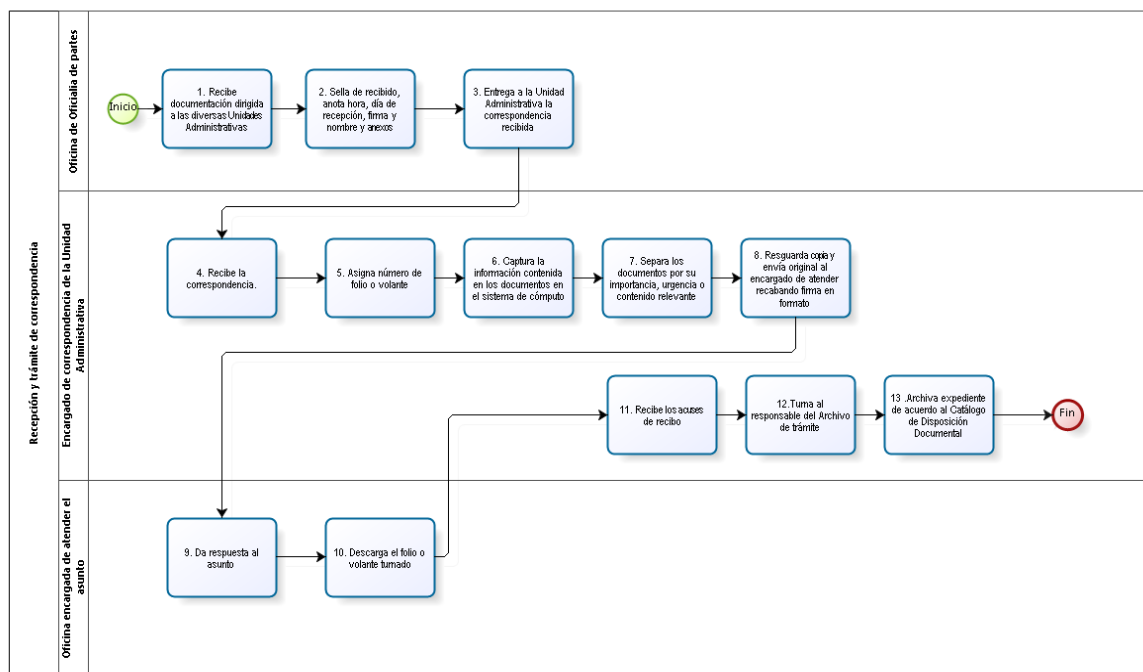 Recepción y trámite de correspondencia
Oficina de Oficialia de partes
Inicio
1. Recibe
documentación dirigida
a las diversas Unidades
Administrativas
2. Sella de recibido,
anota hora, día de
recepción, firma y
nombre y anexos
3. Entrega a la Unidad
Administrativa la
correspondencia
recibida
Encargado de correspondencia de la Unidad
Administrativa
4. Recibe la
correspondencia.
5. Asigna número de
folio o volante
6. Captura la
información contenida
en los documentos en
el sistema de cómputo
7. Separa los
documentos por su
importancia, urgencia o
contenido relevante
8. Resguarda copia y
envía original al
encargado de atender
recabando firma en
formato
11. Recibe los acuses
de recibo
12.Turna al
responsable del Archivo
de trámite
13 .Archiva expediente
de acuerdo al Catálogo
de Disposición
Documental
Fin
Oficina encargada de atender el
asunto
9. Da respuesta al
asunto
10. Descarga el folio o
volante turnado